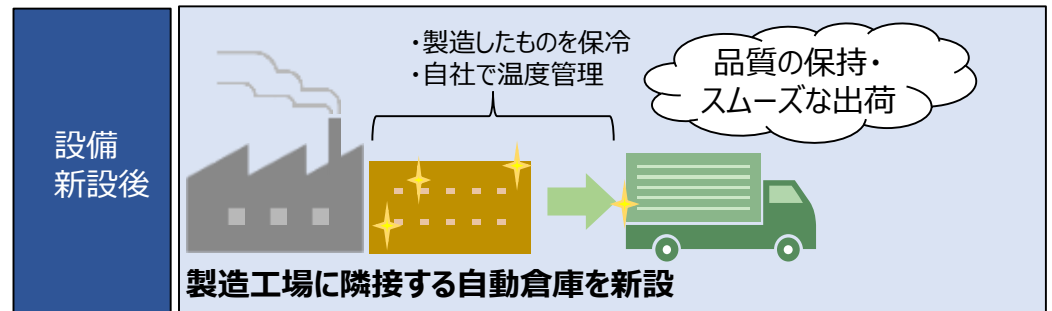 設備
新設後
・製造したものを保冷
・自社で温度管理
品質の保持・
スムーズな出荷
製造工場に隣接する自動倉庫を新設